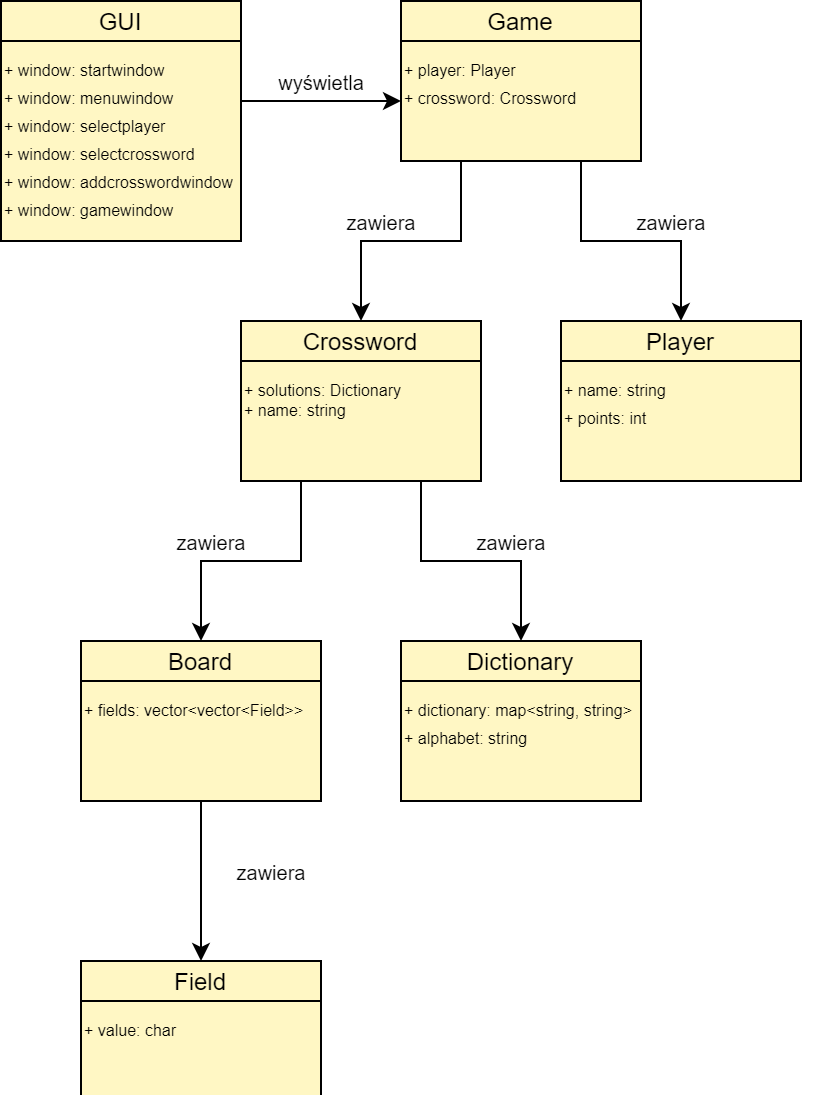 GUI
+ window: startwindow
+ window: menuwindow
+ window: selectplayer
+ window: selectcrossword
+ window: addcrosswordwindow
+ window: gamewindow
wyświetla
Game
+ player: Player
+ crossword: Crossword
zawiera
zawiera
Crossword
+ solutions: Dictionary
+ name: string
Player
+ name: string
+ points: int
zawiera
zawiera
Board
+ fields: vector<vector<Field>>
Dictionary
+ dictionary: map<string, string>
+ alphabet: string
zawiera
Field
+ value: char